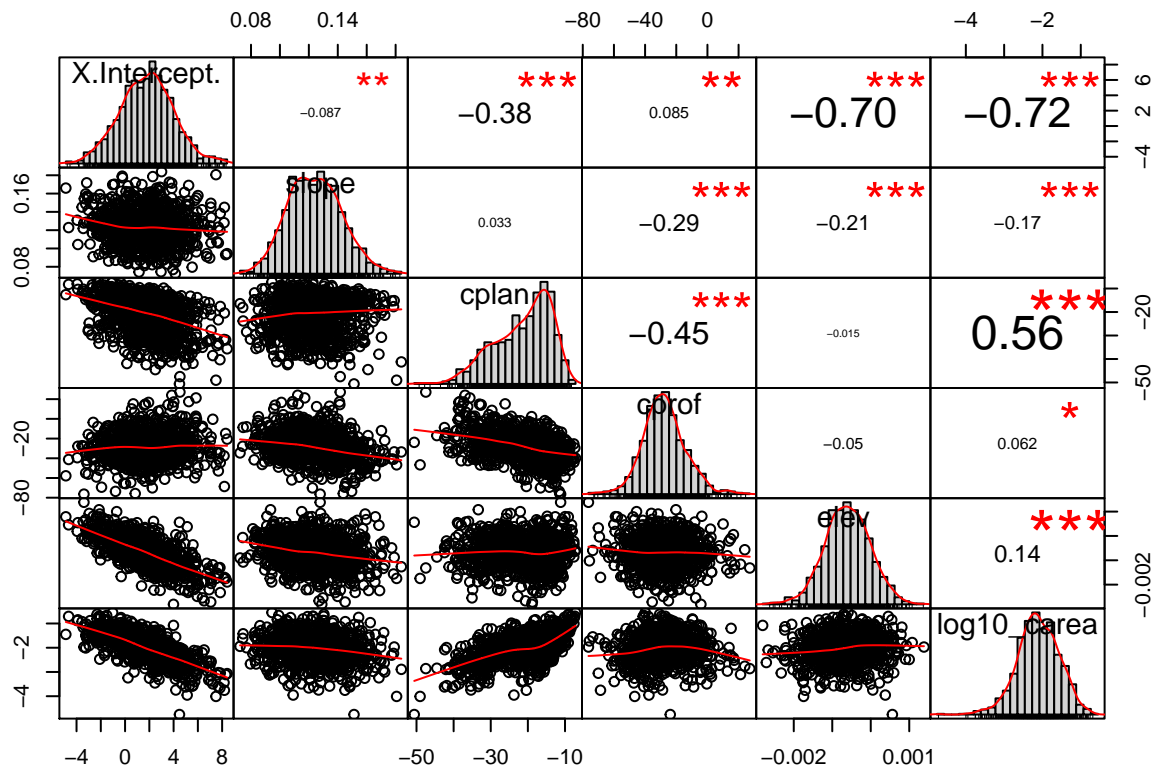 0.08 0.14 −80 −40 0 −4 −2
X.Intercept. ** −0.087 *** −0.38 ** 0.085 *** −0.70 *** −0.72 6 2 −4
0.16 0.08 slope 0.033 *** −0.29 *** −0.21 *** −0.17
cplan *** −0.45 −0.015 *** 0.56 −20 −50
−20 −80 cprof −0.05 * 0.062
elev *** 0.14 −0.002
−2 −4 log10_carea
−4 0 4 8 −50 −30 −10 −0.002 0.001